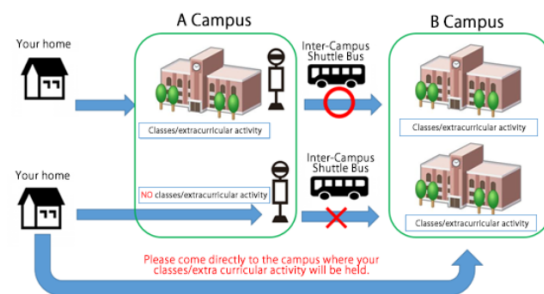 A Campus
B Campus
Your home
Inter-Campus
Shuttle Bus
Classes/extracurricular activity
Classes/extracurricular activity
Your home
Inter-Campus
Shuttle Bus
NO classes/extracurricular activity
Classes/extracurricular activity
Please come directly to the campus where your
classes/extra curricular activity will be held.